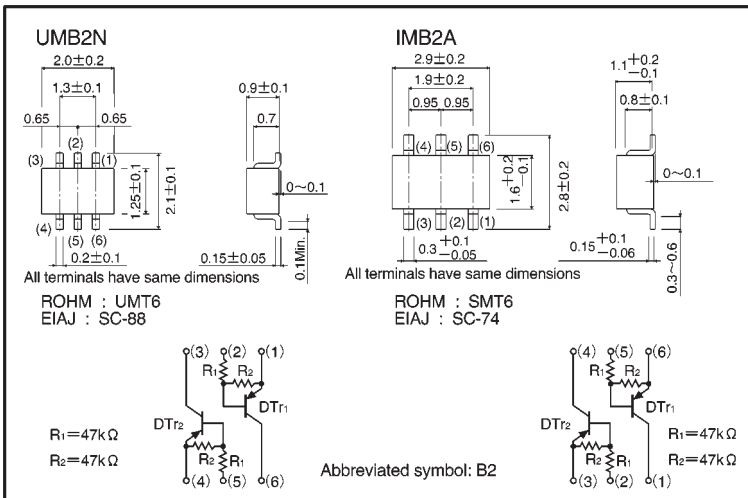 UMB2N
2.0±0.2
1.3±0.1
0.65
0.65
(2)
(3)
(1)
1.25±0.1
2.1±0.1
(4)
(5)
(6)
0.2±0.1
0.9±0.1
0.7
0~0.1
0.15±0.05
0.1Min.
All terminals have same dimensions
ROHM : UMT6
EIAJ : SC-88
IMB2A
2.9±0.2
1.9±0.2
0.95
0.95
(4)
(5)
(6)
1.6 +0.2 −0.1
2.8±0.2
(3)
(2)
(1)
0.3 +0.1 −0.05
1.1 +0.2 −0.1
0.8±0.1
0~0.1
0.15 +0.1 −0.06
0.3~0.6
All terminals have same dimensions
ROHM : SMT6
EIAJ : SC-74
(3)
(2)
(1)
R1
R2
DTr1
DTr2
R2
R1
(4)
(5)
(6)
R1=47kΩ
R2=47kΩ
Abbreviated symbol: B2
(4)
(5)
(6)
R1
R2
DTr1
DTr2
R2
R1
(3)
(2)
(1)
R1=47kΩ
R2=47kΩ